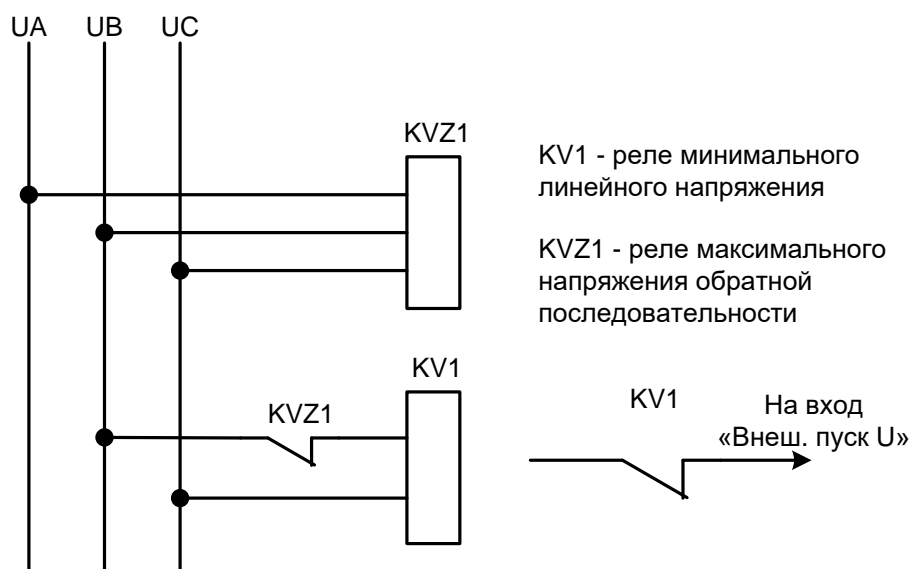 UA UB UC
KVZ1
KV1 - реле минимального
линейного напряжения
KVZ1 - реле максимального
напряжения обратной
последовательности
KV1
KVZ1
KV1
На вход
«Внеш. пуск U»